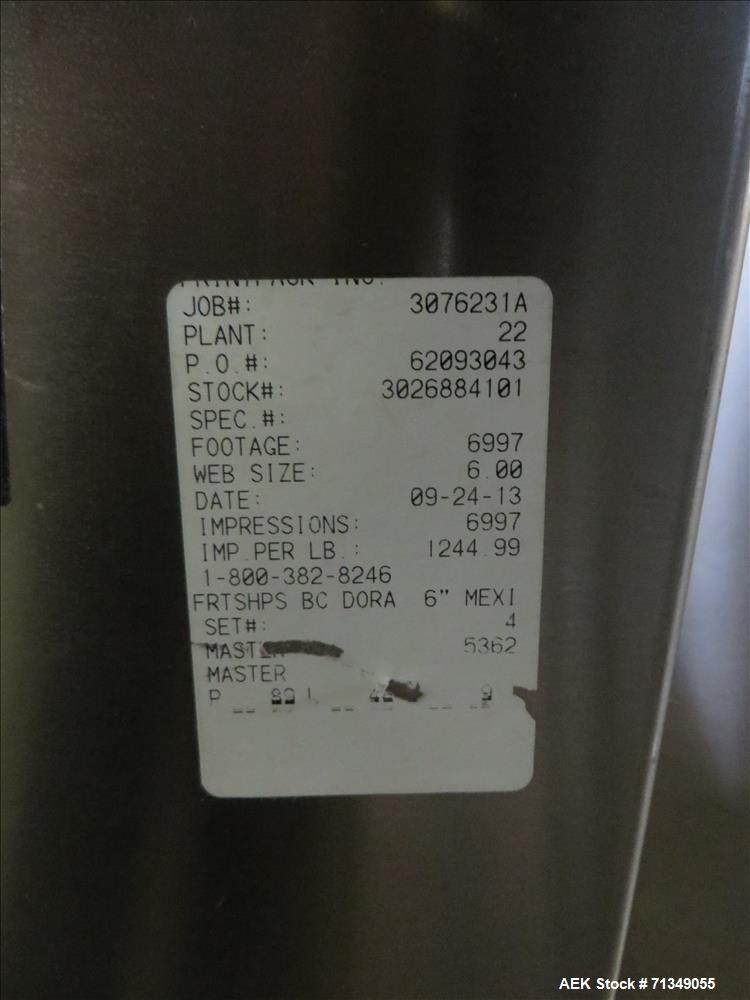 JOB#: 3076231A
PLANT: 22
P.O.#: 62093043
STOCK#: 3026884101
SPEC.#:
FOOTAGE: 6997
WEB SIZE: 6.00
DATE: 09-24-13
IMPRESSIONS: 6997
IMP.PER LB.: 1244.99
1-800-382-8246
FRTSHPS BC DORA 6" MEXI
SET#: 4
5362
MASTER
AEK Stock # 71349055